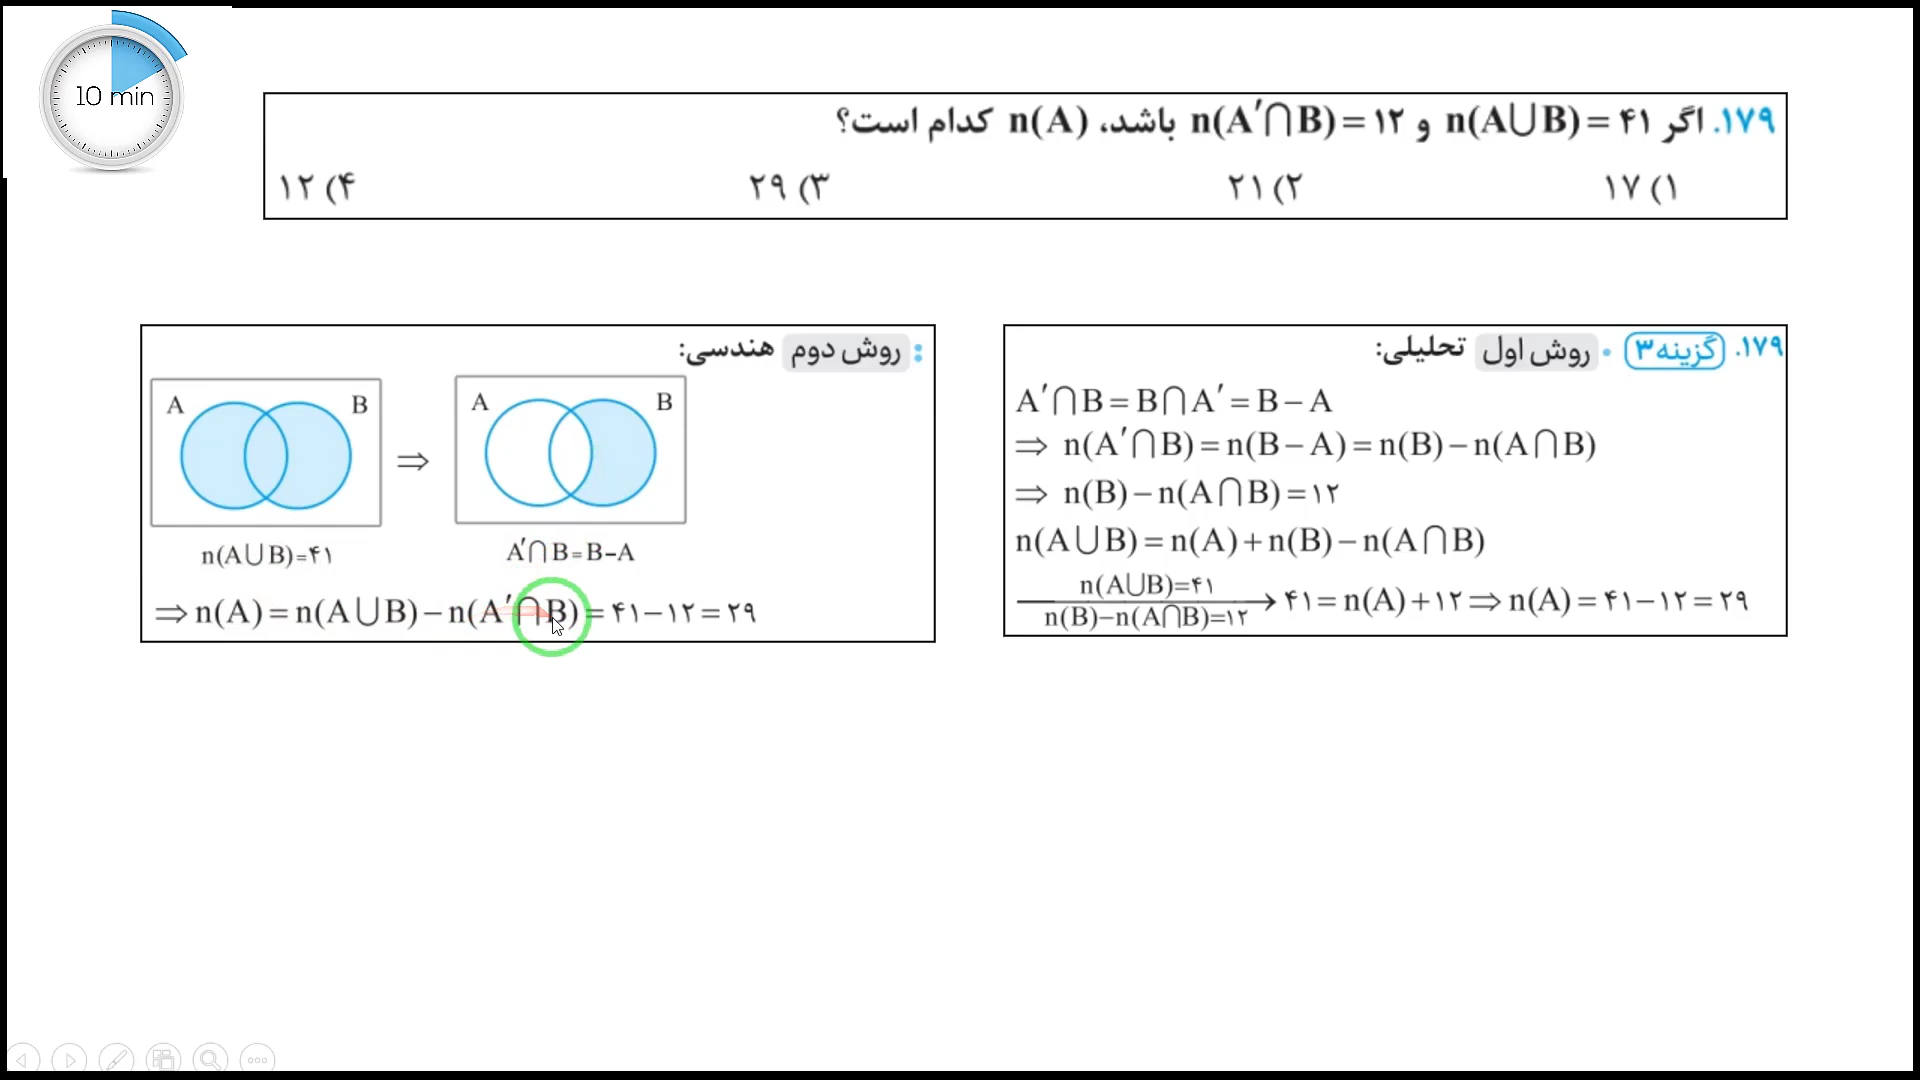 10 min
۱۷۹. اگر n(A∪B)=۴۱ و n(A′∩B)=۱۲ باشد، n(A) کدام است؟
۱) ۱۷ ۲) ۲۱ ۳) ۲۹ ۴) ۱۲
۱۷۹. گزینه ۳ • روش اول تحلیلی:
A′∩B=B∩A′=B−A
⇒ n(A′∩B)=n(B−A)=n(B)−n(A∩B)
⇒ n(B)−n(A∩B)=۱۲
n(A∪B)=n(A)+n(B)−n(A∩B)
n(A∪B)=۴۱
n(B)−n(A∩B)=۱۲
→ ۴۱=n(A)+۱۲⇒n(A)=۴۱−۱۲=۲۹
: روش دوم هندسی:
A B ⇒ A B
n(A∪B)=۴۱ A′∩B=B−A
⇒n(A)=n(A∪B)−n(A′∩B)=۴۱−۱۲=۲۹